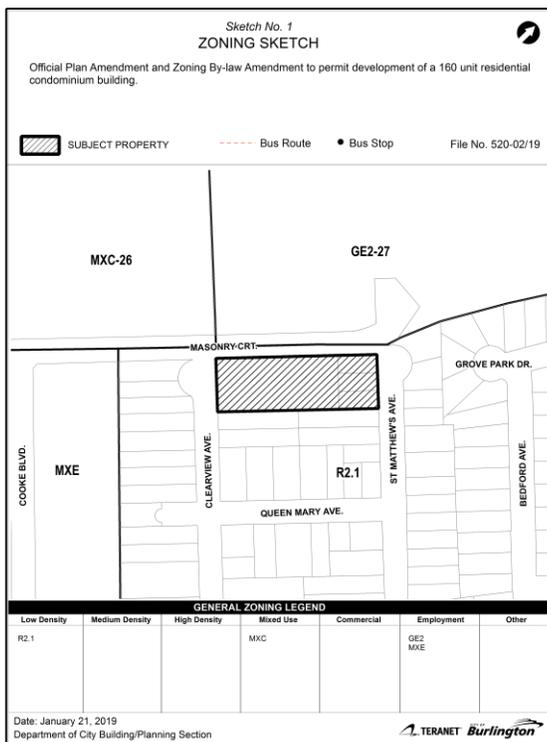 Sketch No. 1
ZONING SKETCH
Official Plan Amendment and Zoning By-law Amendment to permit development of a 160 unit residential
condominium building.
SUBJECT PROPERTY
Bus Route
Bus Stop
File No. 520-02/19
MXC-26
GE2-27
MASONRY CRT.
GROVE PARK DR.
COOKE BLVD.
MXE
CLEARVIEW AVE.
R2.1
ST MATTHEW'S AVE.
BEDFORD AVE.
QUEEN MARY AVE.
GENERAL ZONING LEGEND
Low Density Medium Density High Density Mixed Use Commercial Employment Other
R2.1 MXC GE2
MXE
Date: January 21, 2019
Department of City Building/Planning Section
TERANET CITY OF Burlington